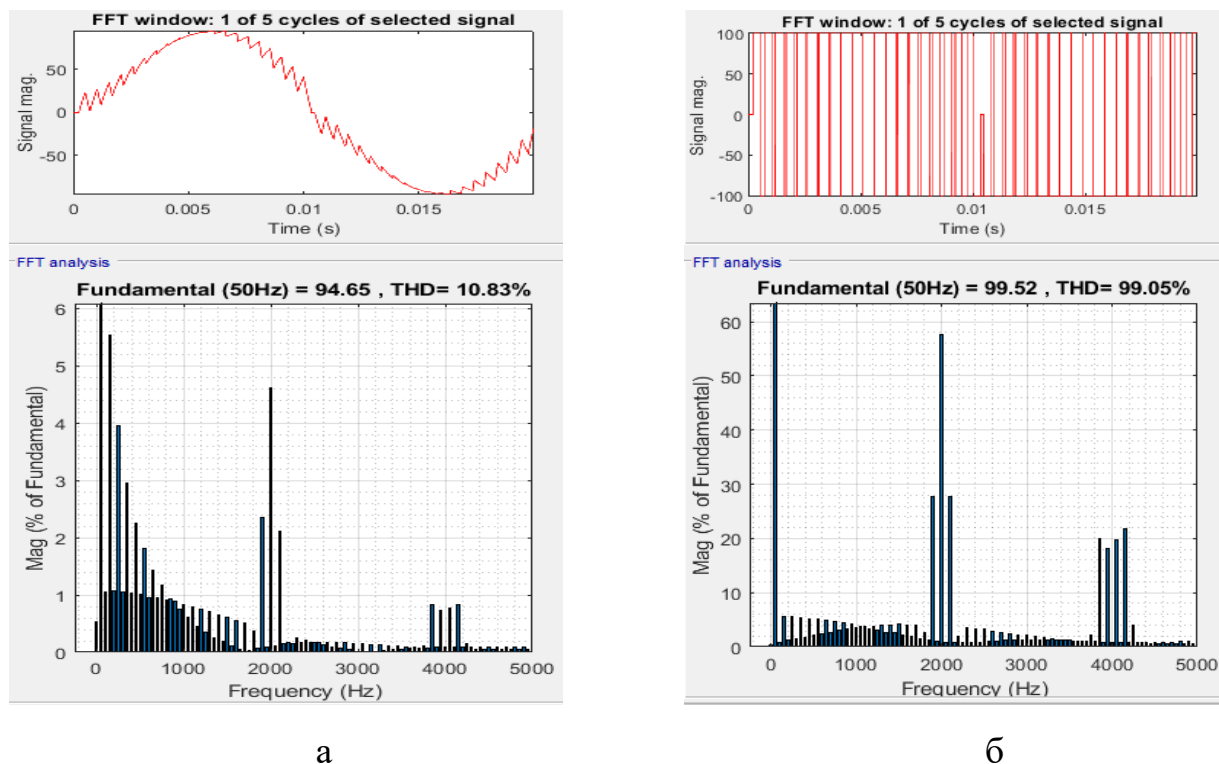 FFT window: 1 of 5 cycles of selected signal
Signal mag.
50
0
-50
0
0.005
0.01
0.015
Time (s)
FFT analysis
Fundamental (50Hz) = 94.65 , THD= 10.83%
Mag (% of Fundamental)
6
5
4
3
2
1
0
0
1000
2000
3000
4000
5000
Frequency (Hz)
а
FFT window: 1 of 5 cycles of selected signal
Signal mag.
100
50
0
-50
-100
0
0.005
0.01
0.015
Time (s)
FFT analysis
Fundamental (50Hz) = 99.52 , THD= 99.05%
Mag (% of Fundamental)
60
50
40
30
20
10
0
0
1000
2000
3000
4000
5000
Frequency (Hz)
б